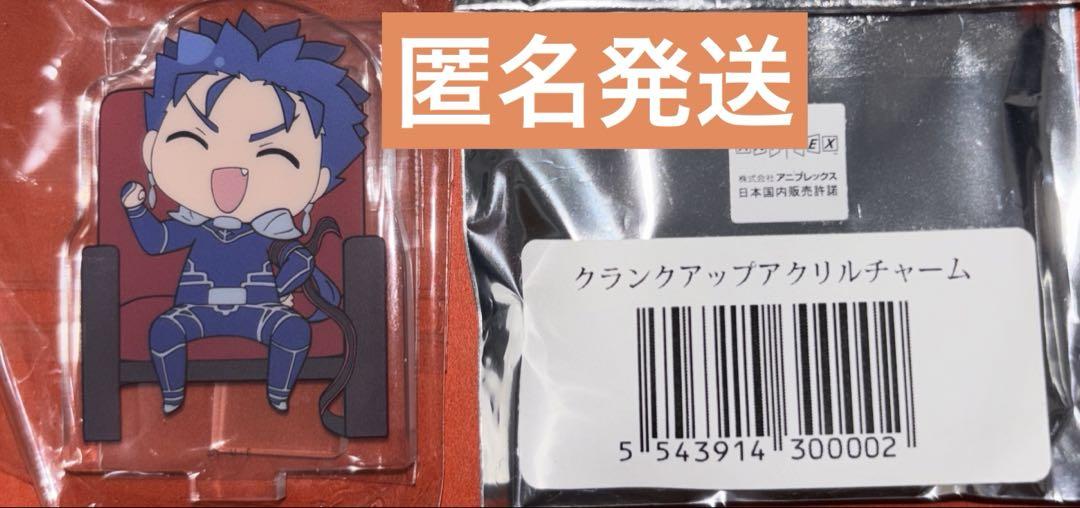 匿名発送
株式会社 アニプレックス
日本国内販売許諾
クランクアップアクリルチャーム
5 543914 300002